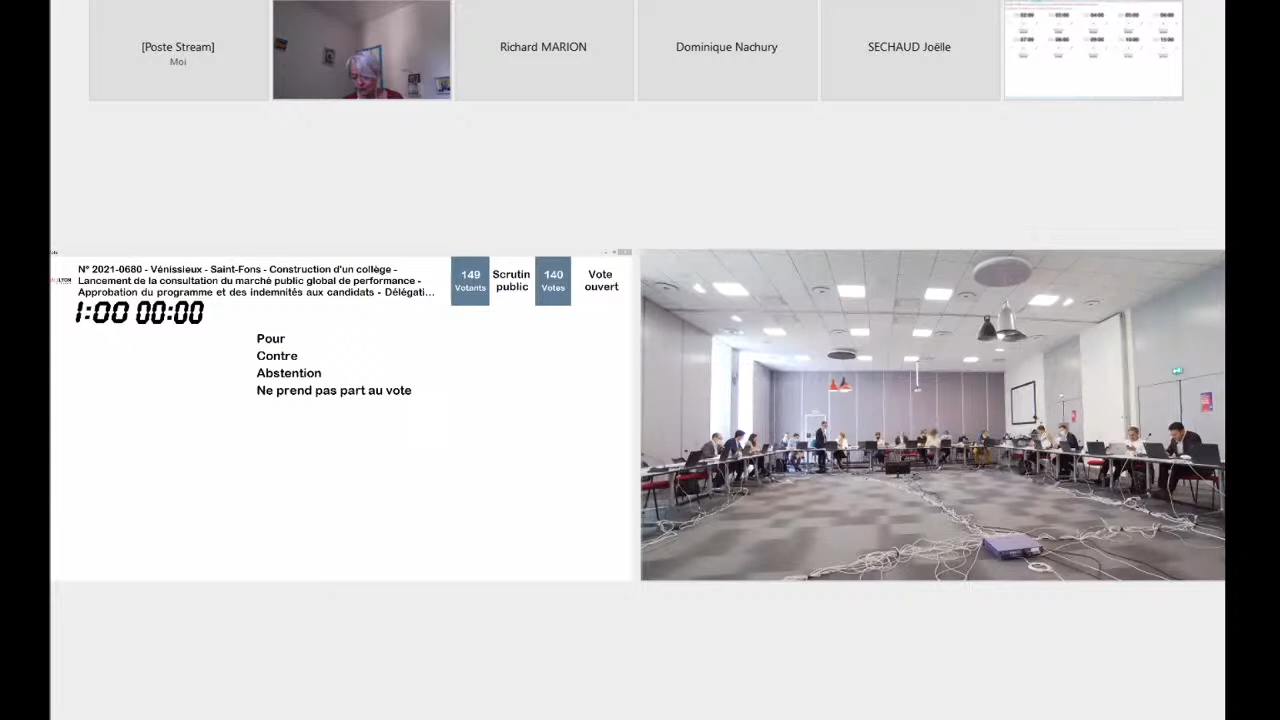 [Poste Stream]
Moi
Richard MARION
Dominique Nachury
SECHAUD Joëlle
N° 2021-0680 - Vénissieux - Saint-Fons - Construction d'un collège -
Lancement de la consultation du marché public global de performance -
Approbation du programme et des indemnités aux candidats - Délégati...
149
Votants
Scrutin
public
140
Votes
Vote
ouvert
1:00 00:00
Pour
Contre
Abstention
Ne prend pas part au vote